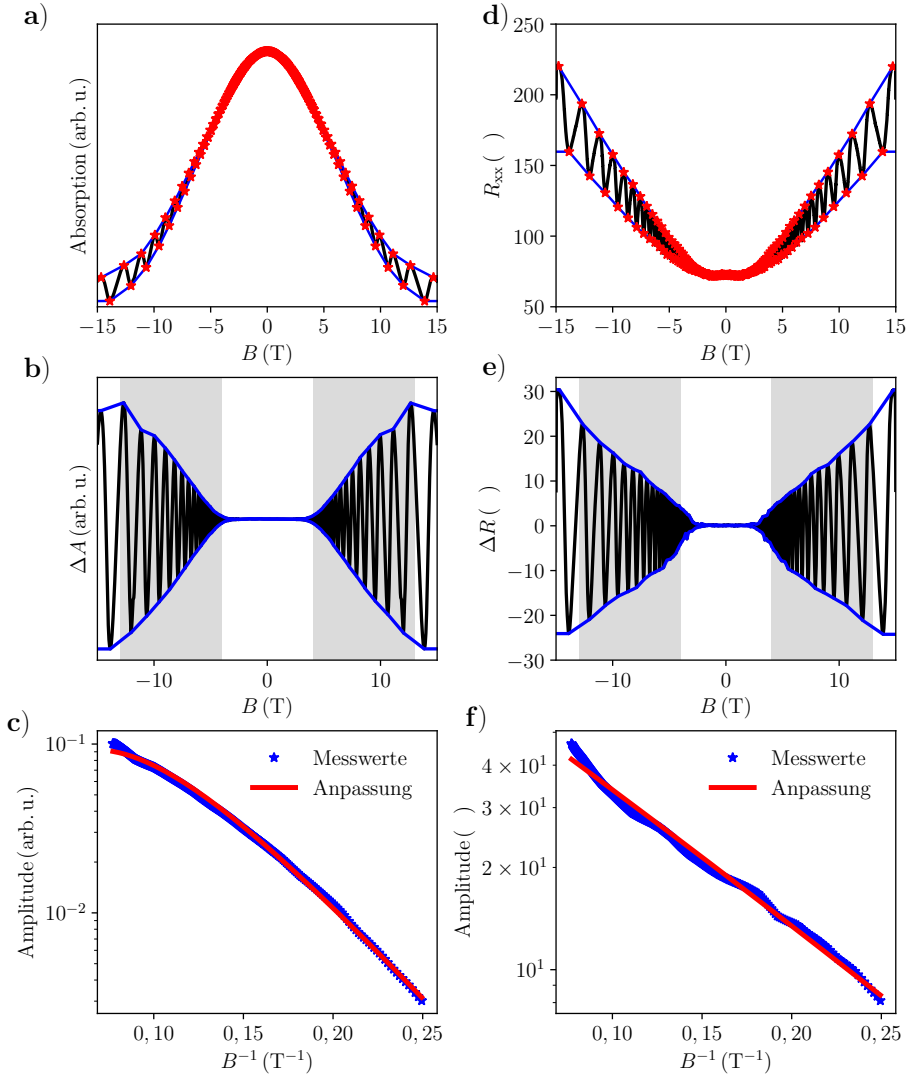 a)
Absorption (arb. u.)
−15 −10 −5 0 5 10 15
B (T)
d)
R_xx ( )
250
200
150
100
50
−15 −10 −5 0 5 10 15
B (T)
b)
ΔA (arb. u.)
−10 0 10
B (T)
e)
ΔR ( )
30
20
10
0
−10
−20
−30
−10 0 10
B (T)
c)
Amplitude (arb. u.)
10⁻¹
10⁻²
Messwerte
Anpassung
0,10 0,15 0,20 0,25
B⁻¹ (T⁻¹)
f)
Amplitude ( )
4 × 10¹
3 × 10¹
2 × 10¹
10¹
Messwerte
Anpassung
0,10 0,15 0,20 0,25
B⁻¹ (T⁻¹)